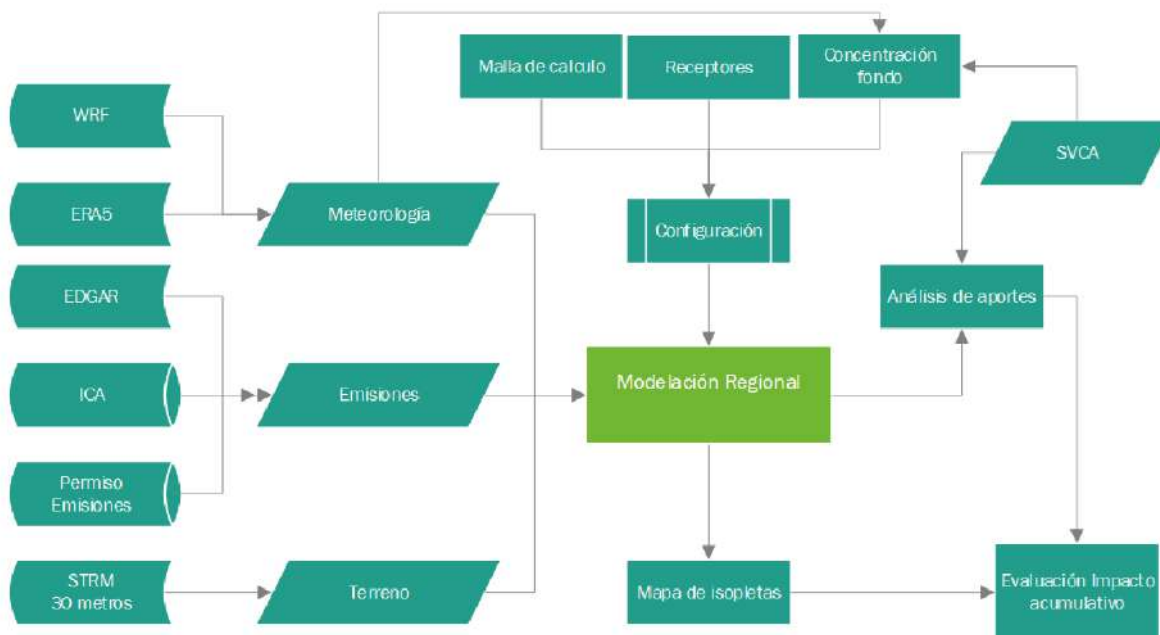 Malla de calculo
Receptores
Concentración
fondo
WRF
SVCA
ERA5
Meteorología
Configuración
EDGAR
Análisis de aportes
ICA
Emisiones
Modelación Regional
Permiso
Emisiones
STRM
30 metros
Terreno
Mapa de isopletas
Evaluación Impacto
acumulativo